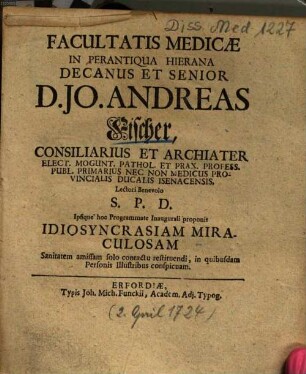 Diss. Med 1227
FACULTATIS MEDICÆ
IN PERANTIQUA HIERANA
DECANUS ET SENIOR
D. JO. ANDREAS
Fischer,
CONSILIARIUS ET ARCHIATER
ELECT. MOGUNT. PATHOL. ET PRAX. PROFESS.
PUBL. PRIMARIUS NEC NON MEDICUS PRO-
VINCIALIS DUCALIS ISENACENSIS.
Lectori Benevolo
S. P. D.
Ipsique hoc Programmate Inaugurali proponit
IDIOSYNCRASIAM MIRA-
CULOSAM
Sanitatem amissam solo contactu restituendi, in quibusdam
Personis Illustribus conspicuam.
ERFORDIÆ,
Typis Joh. Mich. Funckii, Academ. Adj. Typog.
(2. April 1724)